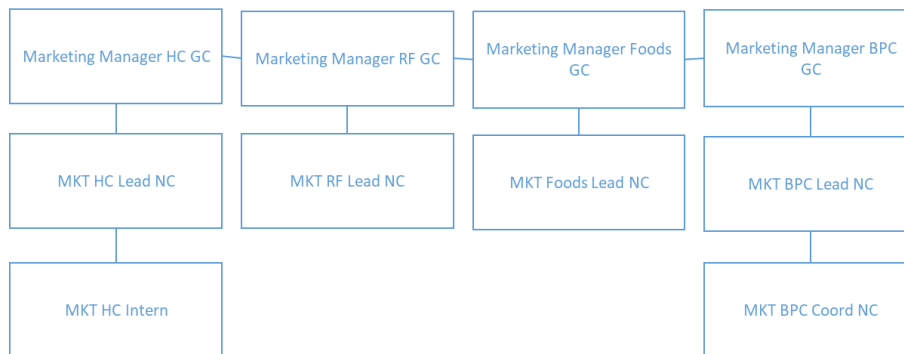 Marketing Manager HC GC
Marketing Manager RF GC
Marketing Manager Foods
GC
Marketing Manager BPC
GC
MKT HC Lead NC
MKT RF Lead NC
MKT Foods Lead NC
MKT BPC Lead NC
MKT HC Intern
MKT BPC Coord NC